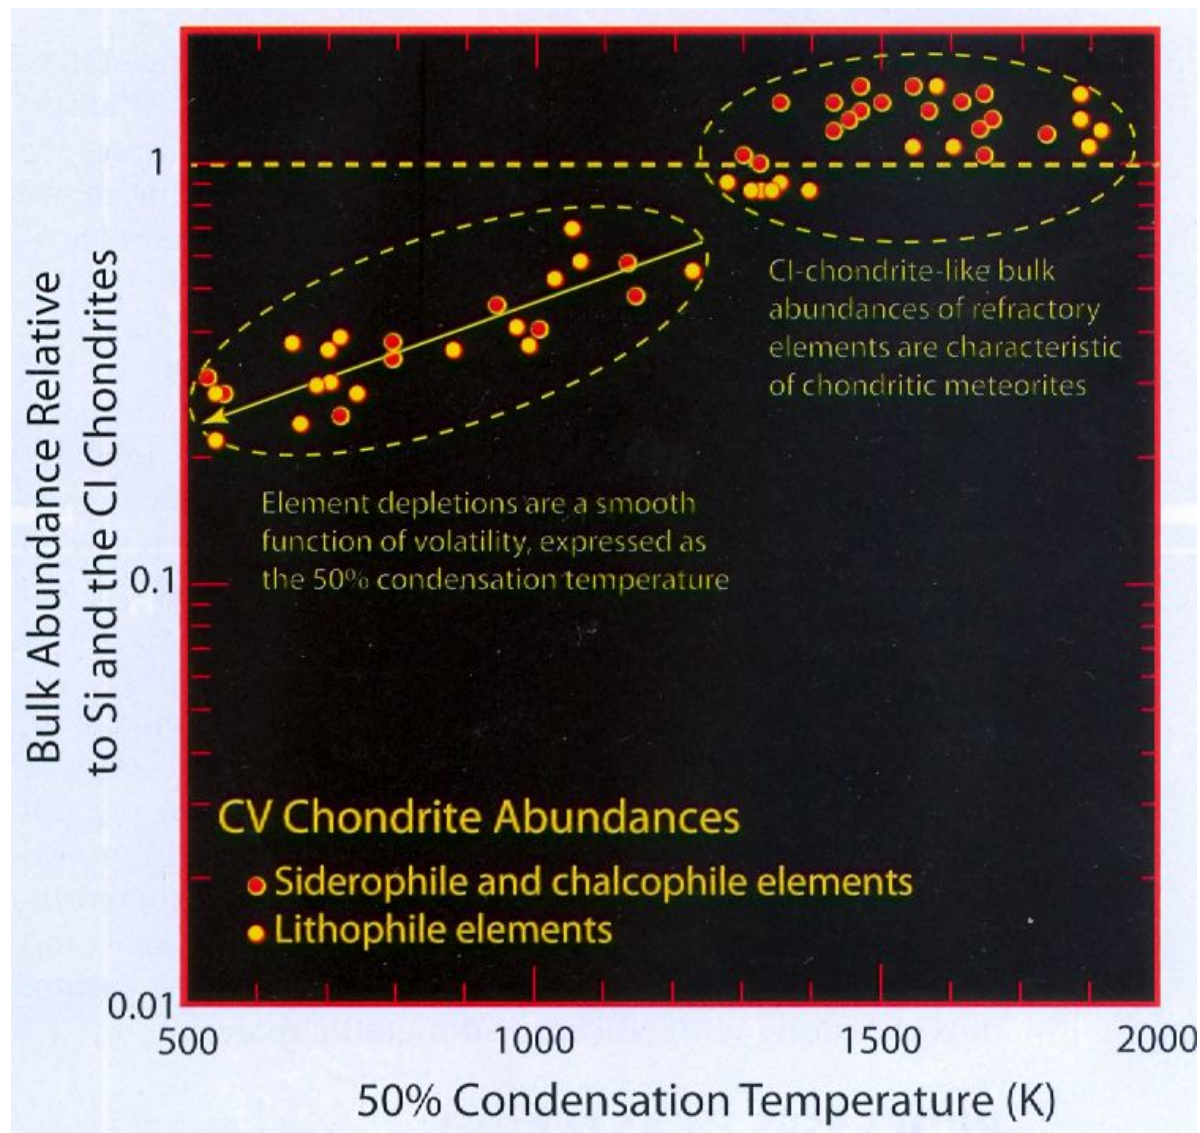 Bulk Abundance Relative
to Si and the CI Chondrites
1
0.1
0.01
CI-chondrite-like bulk
abundances of refractory
elements are characteristic
of chondritic meteorites
Element depletions are a smooth
function of volatility, expressed as
the 50% condensation temperature
CV Chondrite Abundances
Siderophile and chalcophile elements
Lithophile elements
500
1000
1500
2000
50% Condensation Temperature (K)